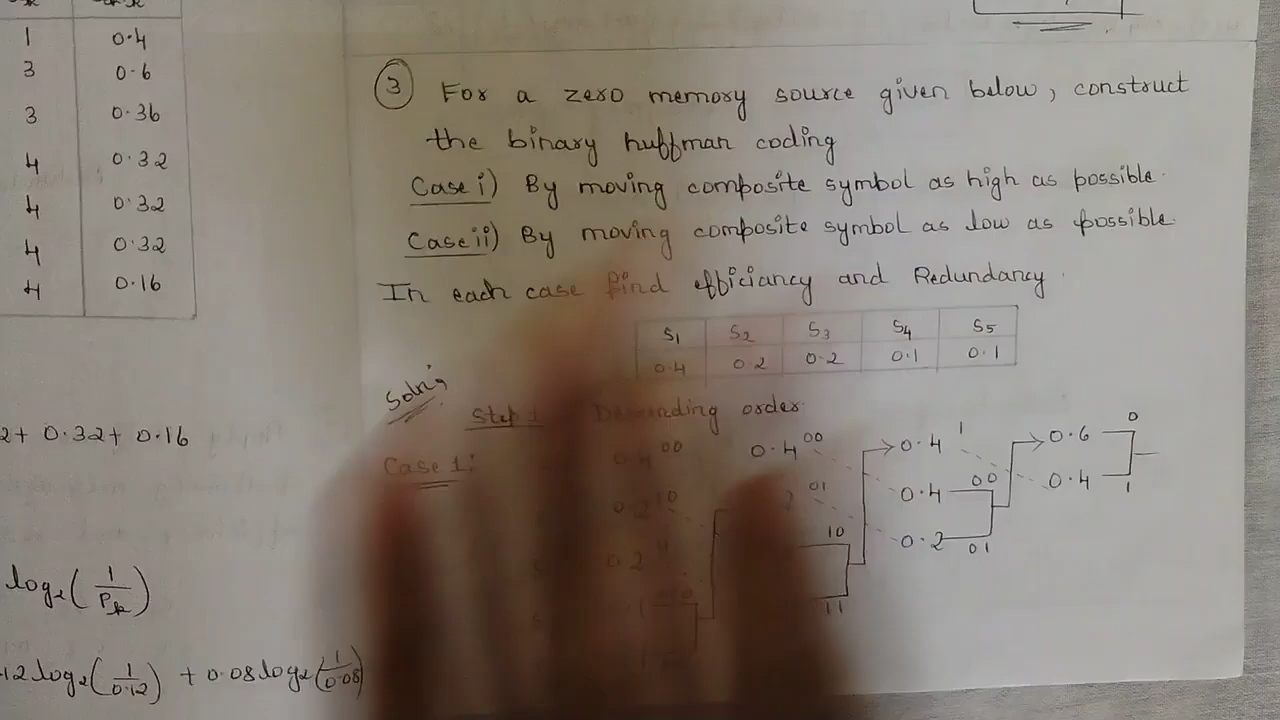 1 0.4
3 0.6
3 0.36
4 0.32
4 0.32
4 0.32
4 0.16
2+ 0.32+ 0.16
log₂(1/Pk)
12 log₂(1/0.12) + 0.08 log₂(1/0.08)
3 For a zero memory source given below, construct
the binary huffman coding
Case i) By moving composite symbol as high as possible.
Case ii) By moving composite symbol as low as possible.
In each case find efficiancy and Redundancy.
S1 S2 S3 S4 S5
0.4 0.2 0.2 0.1 0.1
Soln;
Step 1 Descending order
Case 1:
0.4 00 0.4 00 0.4 1 0.6 0
0.2 10 2 01 0.4 00 0.4 1
0.2 11 10 0.2 01
11